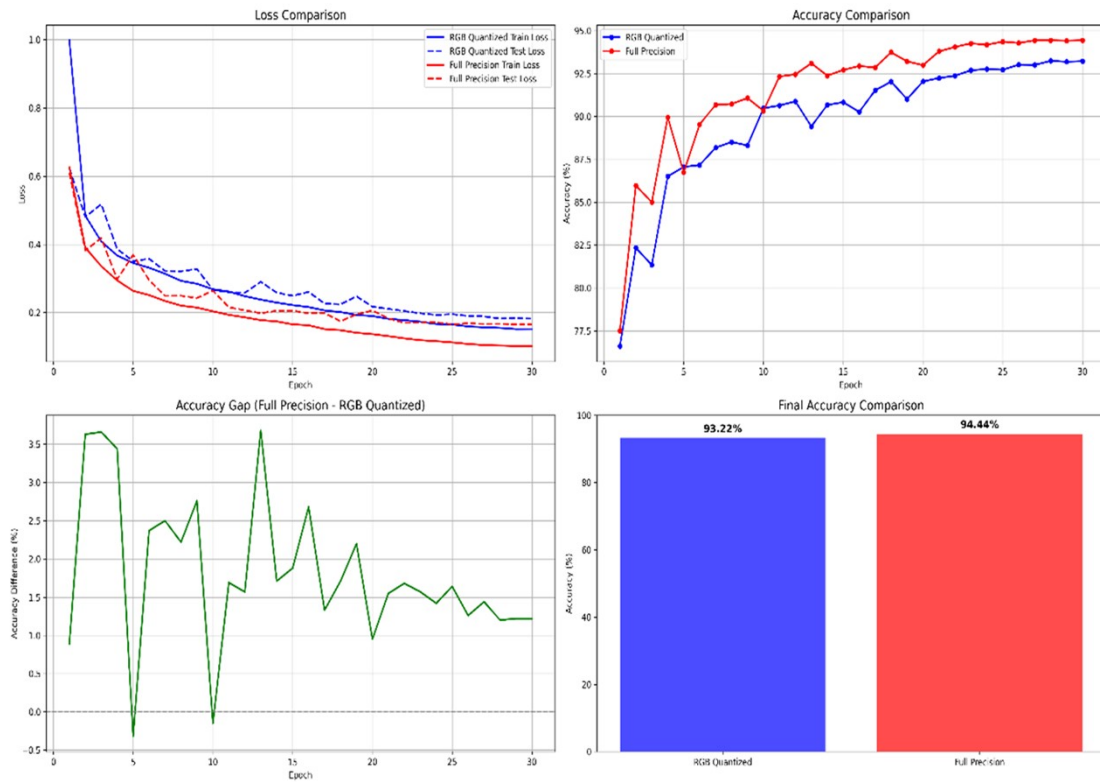 Loss Comparison
RGB Quantized Train Loss
RGB Quantized Test Loss
Full Precision Train Loss
Full Precision Test Loss
1.0
0.8
0.6
0.4
0.2
Loss
0 5 10 15 20 25 30
Epoch
Accuracy Comparison
RGB Quantized
Full Precision
95.0
92.5
90.0
87.5
85.0
82.5
80.0
77.5
Accuracy (%)
0 5 10 15 20 25 30
Epoch
Accuracy Gap (Full Precision - RGB Quantized)
3.5
3.0
2.5
2.0
1.5
1.0
0.5
0.0
−0.5
Accuracy Difference (%)
0 5 10 15 20 25 30
Epoch
Final Accuracy Comparison
100
80
60
40
20
0
Accuracy (%)
93.22%
94.44%
RGB Quantized
Full Precision